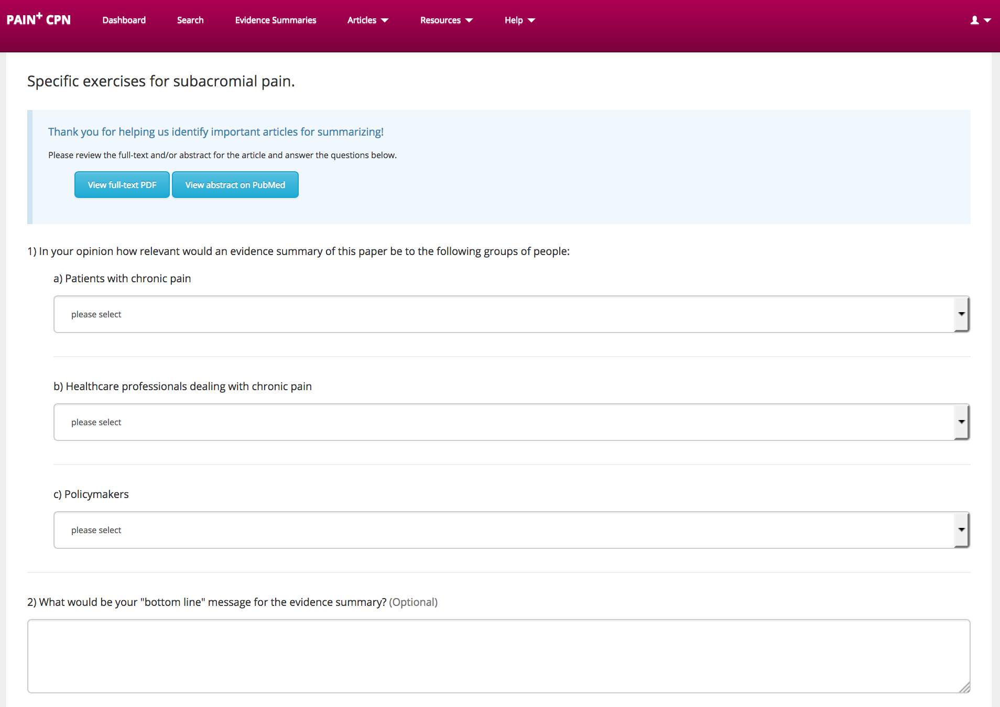 PAIN+ CPN Dashboard Search Evidence Summaries Articles Resources Help
Specific exercises for subacromial pain.
Thank you for helping us identify important articles for summarizing!
Please review the full-text and/or abstract for the article and answer the questions below.
View full-text PDF View abstract on PubMed
1) In your opinion how relevant would an evidence summary of this paper be to the following groups of people:
a) Patients with chronic pain
please select
b) Healthcare professionals dealing with chronic pain
please select
c) Policymakers
please select
2) What would be your "bottom line" message for the evidence summary? (Optional)